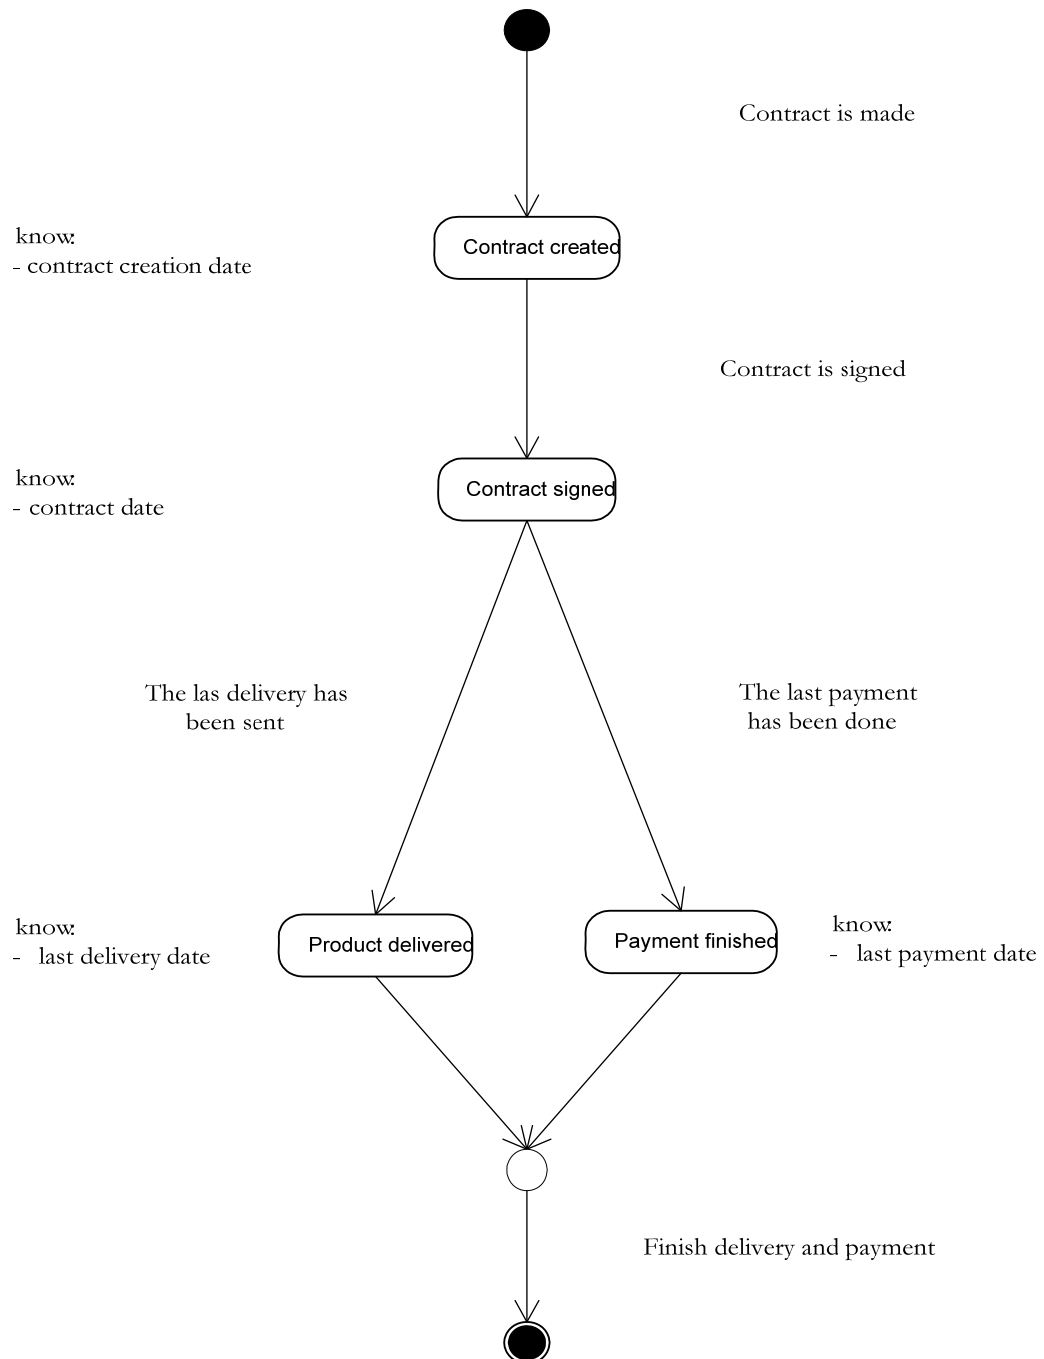 Contract is made
know:
- contract creation date
Contract created
Contract is signed
know:
- contract date
Contract signed
The las delivery has
been sent
The last payment
has been done
know:
- last delivery date
Product delivered
Payment finished
know:
- last payment date
Finish delivery and payment